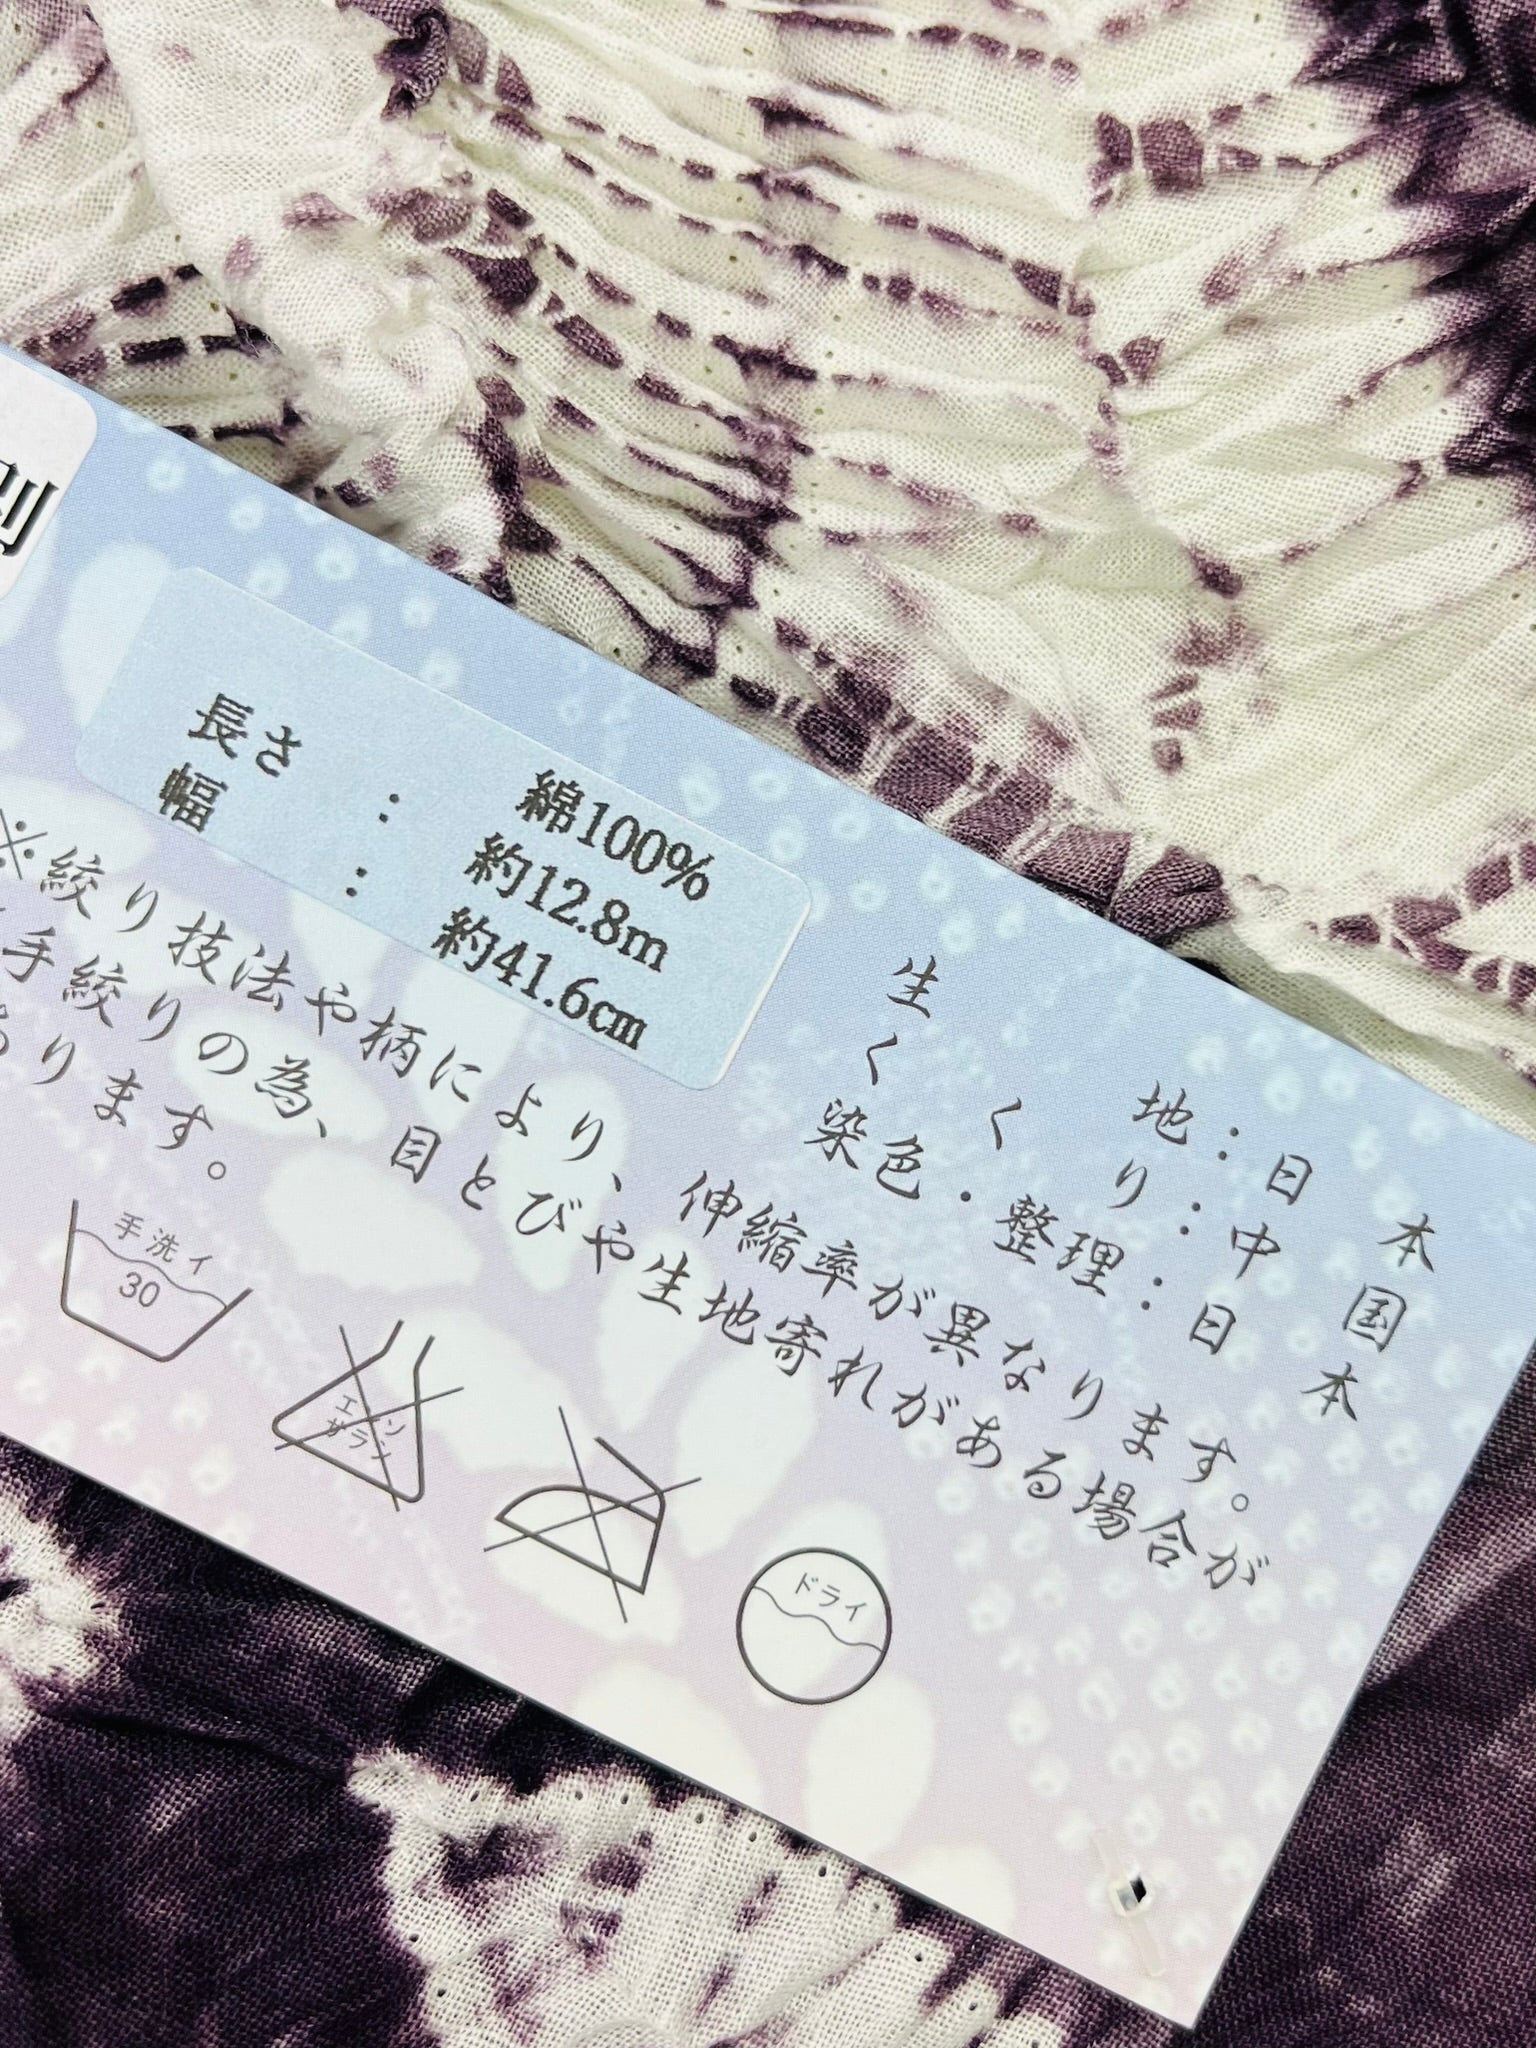 綿100%
長さ : 約12.8m
幅 : 約41.6cm
生地:日本
くくり:中国
染色・整理:日本
※絞り技法や柄により、伸縮率が異なります。
手絞りの為、目とびや生地寄れがある場合が
あります。
手洗イ
30
エンソ
サラシ
ドライ